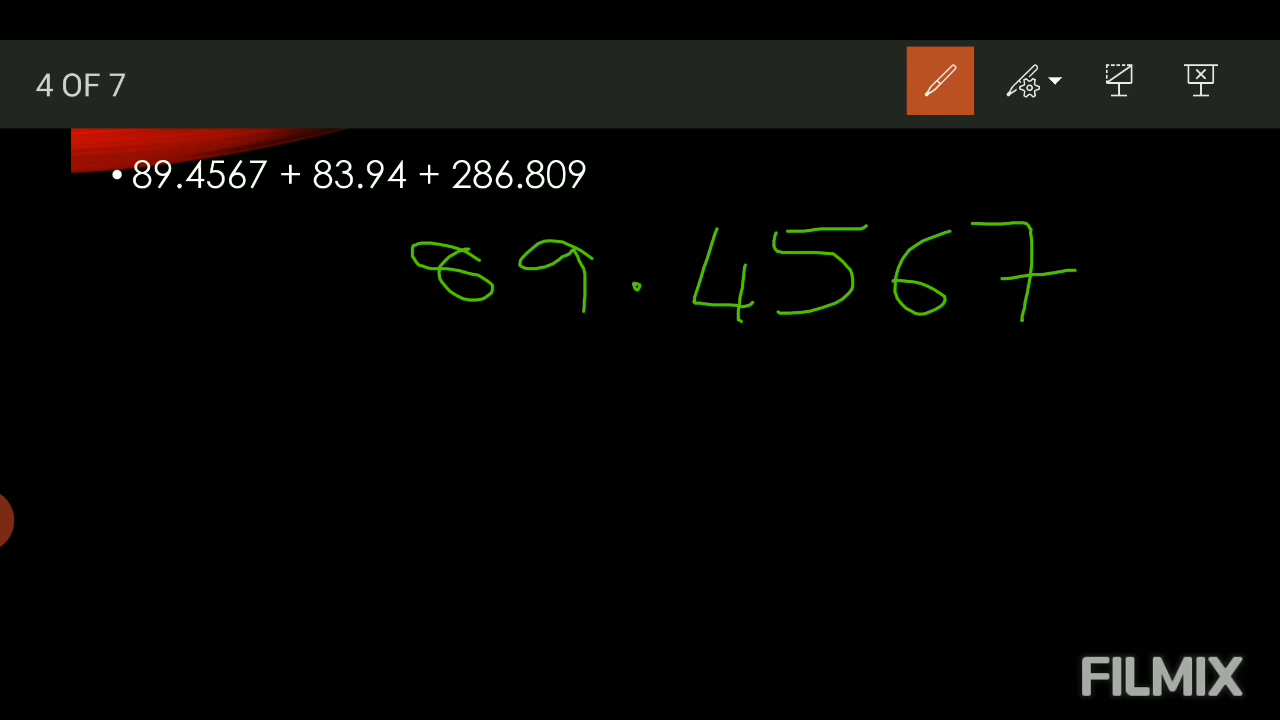 4 OF 7
• 89.4567 + 83.94 + 286.809
89.4567
FILMIX